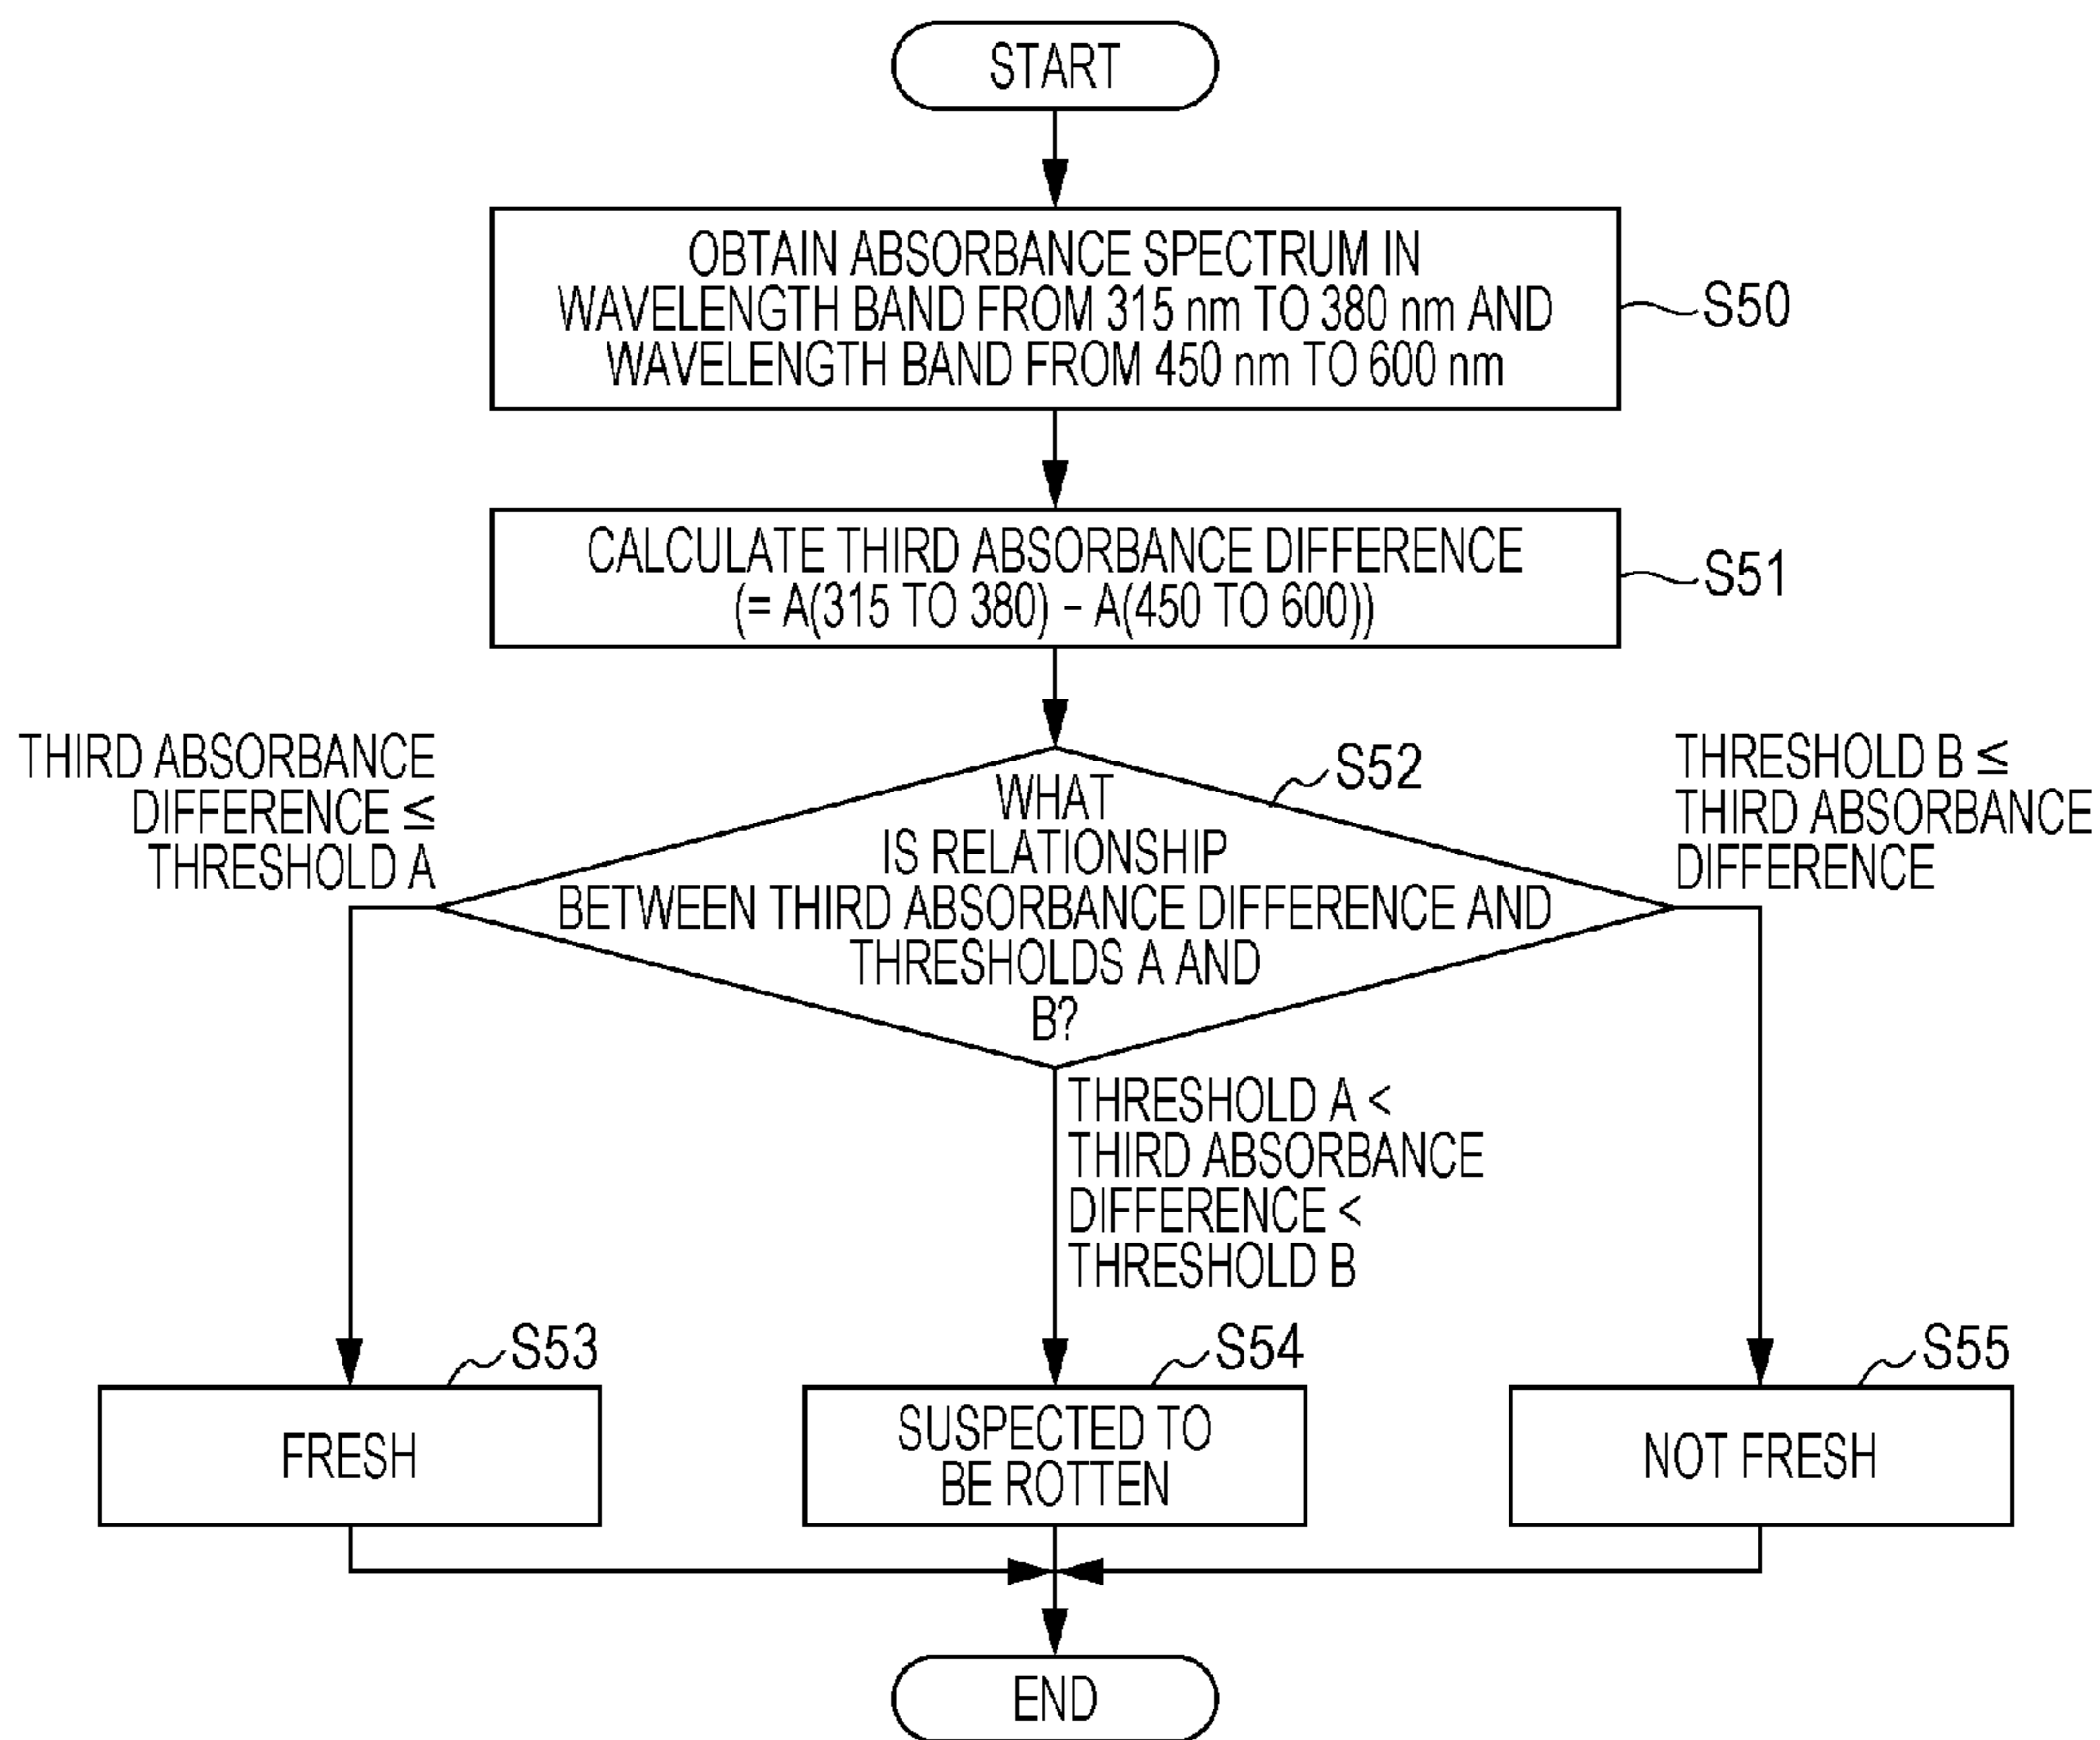 START
OBTAIN ABSORBANCE SPECTRUM IN
WAVELENGTH BAND FROM 315 nm TO 380 nm AND
WAVELENGTH BAND FROM 450 nm TO 600 nm
S50
CALCULATE THIRD ABSORBANCE DIFFERENCE
(= A(315 TO 380) − A(450 TO 600))
S51
THIRD ABSORBANCE
DIFFERENCE ≤
THRESHOLD A
S52
WHAT
IS RELATIONSHIP
BETWEEN THIRD ABSORBANCE DIFFERENCE AND
THRESHOLDS A AND
B?
THRESHOLD B ≤
THIRD ABSORBANCE
DIFFERENCE
THRESHOLD A <
THIRD ABSORBANCE
DIFFERENCE <
THRESHOLD B
S53
FRESH
S54
SUSPECTED TO
BE ROTTEN
S55
NOT FRESH
END